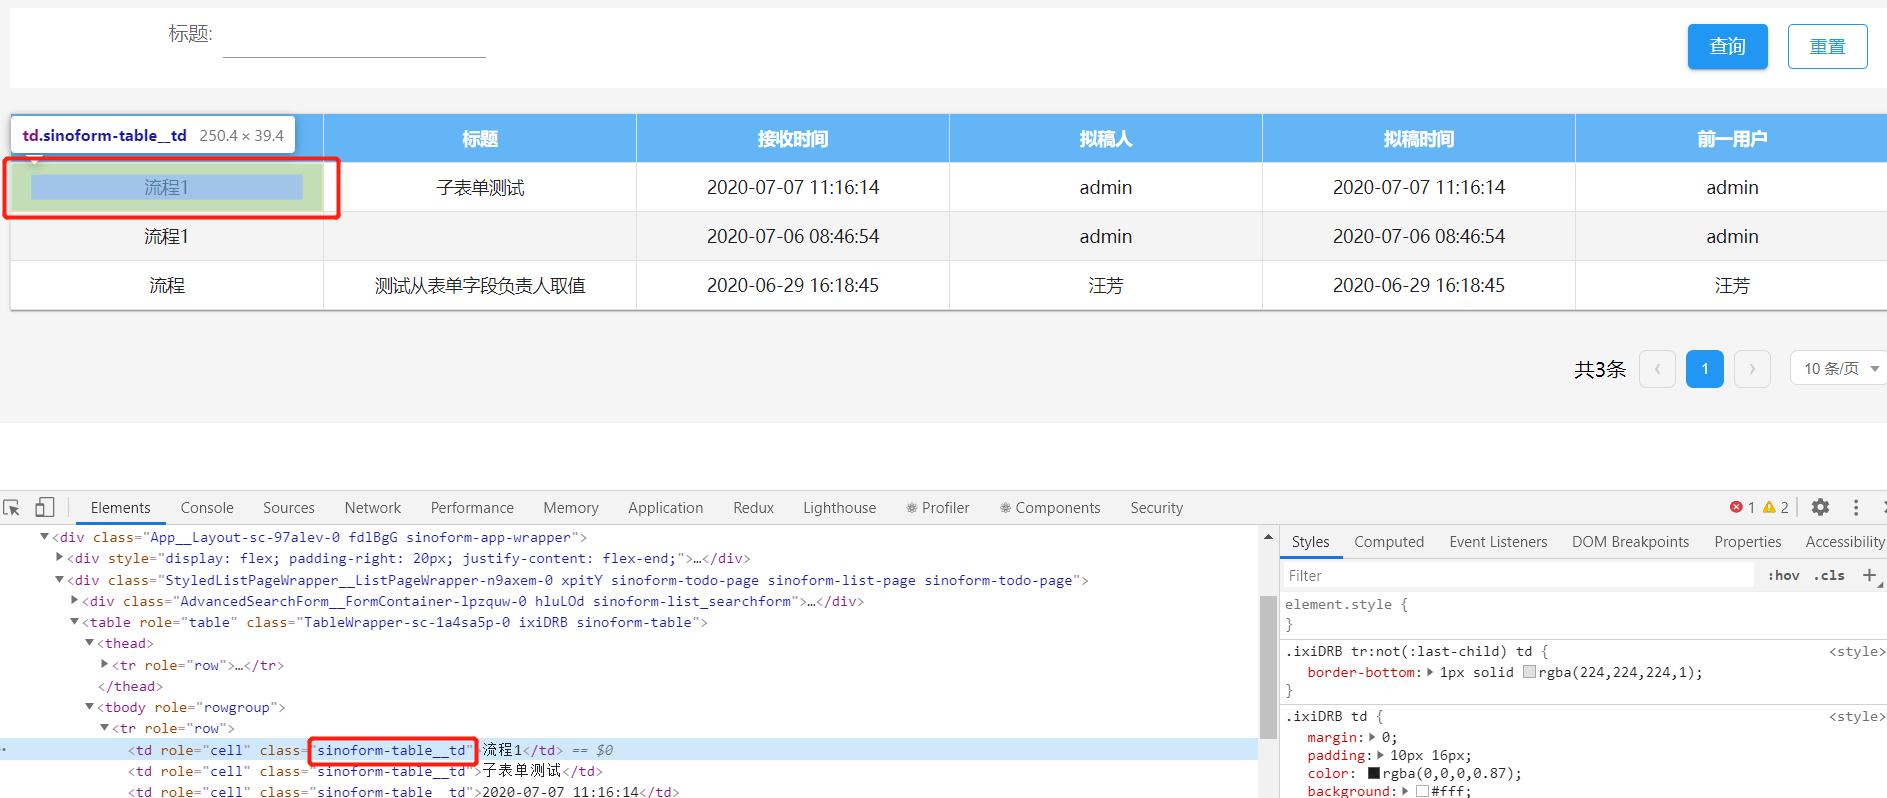 标题:
查询
重置
td.sinoform-table__td 250.4 × 39.4
标题 接收时间 拟稿人 拟稿时间 前一用户
流程1 子表单测试 2020-07-07 11:16:14 admin 2020-07-07 11:16:14 admin
流程1 2020-07-06 08:46:54 admin 2020-07-06 08:46:54 admin
流程 测试从表单字段负责人取值 2020-06-29 16:18:45 汪芳 2020-06-29 16:18:45 汪芳
共3条 ‹ 1 › 10 条/页
Elements Console Sources Network Performance Memory Application Redux Lighthouse Profiler Components Security 1 2
<div class="App__Layout-sc-97alev-0 fdlBgG sinoform-app-wrapper">
<div style="display: flex; padding-right: 20px; justify-content: flex-end;">…</div>
<div class="StyledListPageWrapper__ListPageWrapper-n9axem-0 xpitY sinoform-todo-page sinoform-list-page sinoform-todo-page">
<div class="AdvancedSearchForm__FormContainer-lpzquw-0 hluLOd sinoform-list_searchform">…</div>
<table role="table" class="TableWrapper-sc-1a4sa5p-0 ixiDRB sinoform-table">
<thead>
<tr role="row">…</tr>
</thead>
<tbody role="rowgroup">
<tr role="row">
<td role="cell" class="sinoform-table__td">流程1</td> == $0
<td role="cell" class="sinoform-table__td">子表单测试</td>
<td role="cell" class="sinoform-table__td">2020-07-07 11:16:14</td>
Styles Computed Event Listeners DOM Breakpoints Properties Accessibility
Filter :hov .cls +
element.style {
}
.ixiDRB tr:not(:last-child) td { <style>
border-bottom: 1px solid rgba(224,224,224,1);
}
.ixiDRB td { <style>
margin: 0;
padding: 10px 16px;
color: rgba(0,0,0,0.87);
background: #fff;